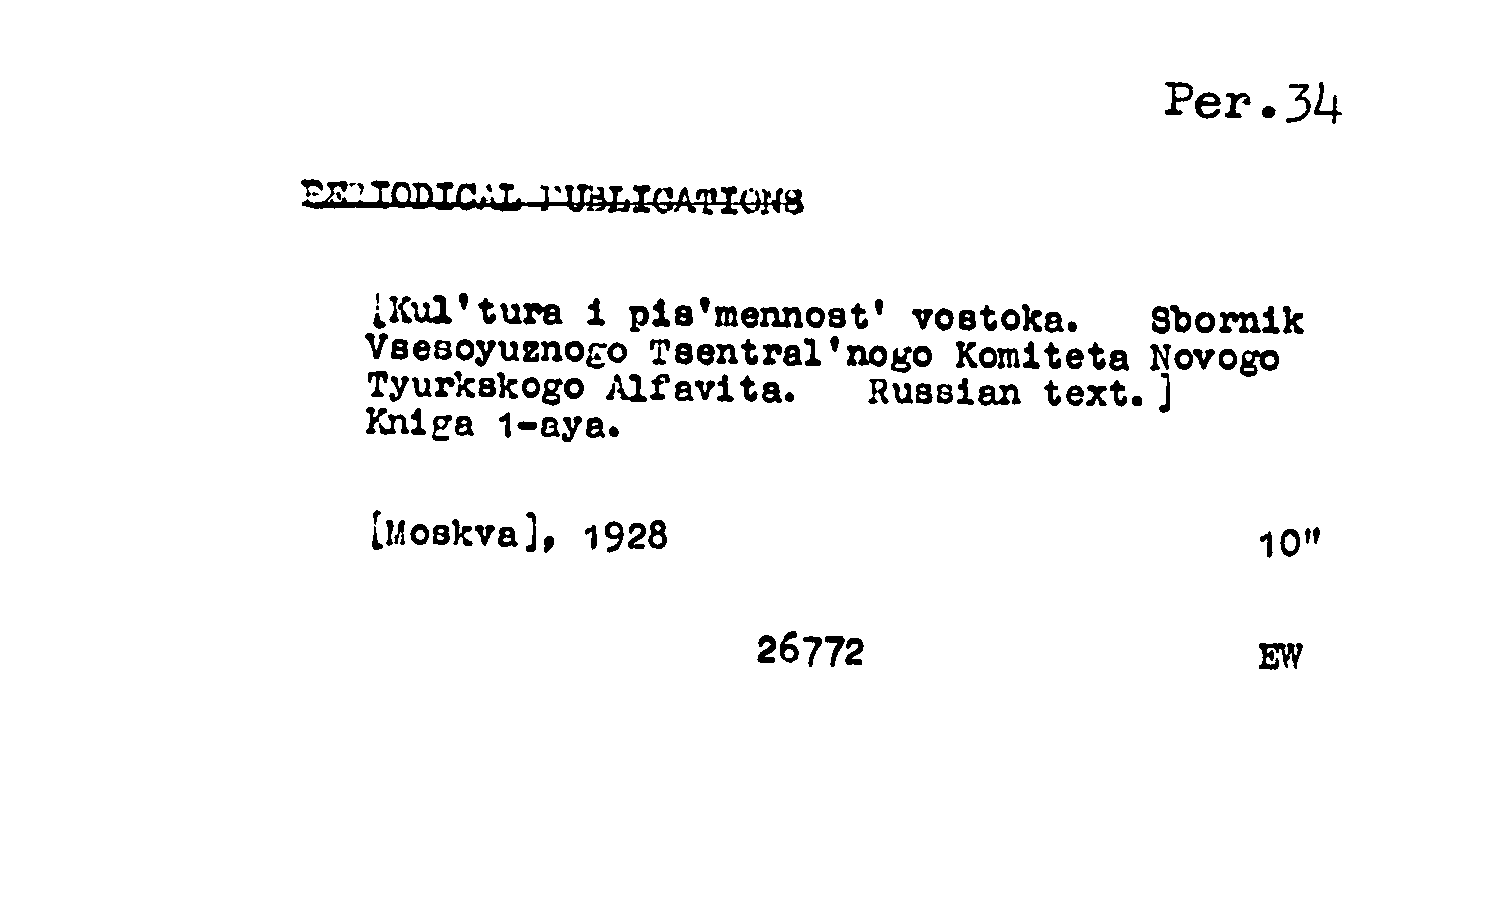 Per.34
PERIODICAL PUBLICATIONS
[Kul'tura i pis'mennost' vostoka. Sbornik
Vsesoyuznogo Tsentral'nogo Komiteta Novogo
Tyurkskogo Alfavita. Russian text.]
Kniga 1-aya.
[Moskva], 1928 10"
26772 EW